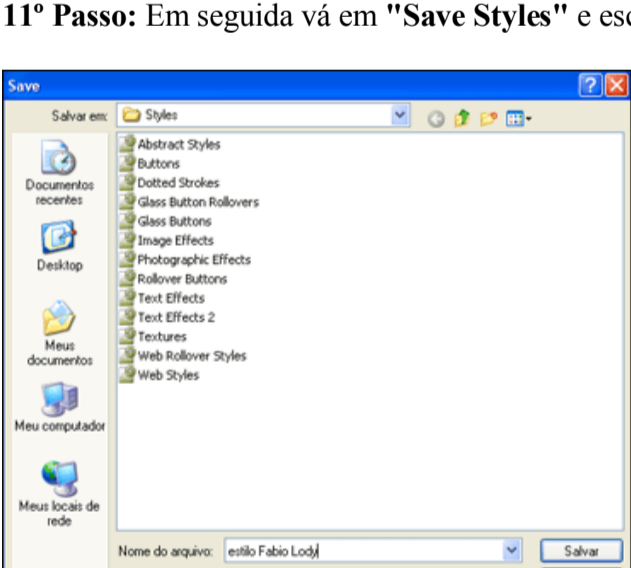 11º Passo: Em seguida vá em "Save Styles" e esc
Save
Salvar em: Styles
Abstract Styles
Buttons
Dotted Strokes
Glass Button Rollovers
Glass Buttons
Image Effects
Photographic Effects
Rollover Buttons
Text Effects
Text Effects 2
Textures
Web Rollover Styles
Web Styles
Documentos
recentes
Desktop
Meus
documentos
Meu computador
Meus locais de
rede
Nome do arquivo: estilo Fabio Lody
Salvar